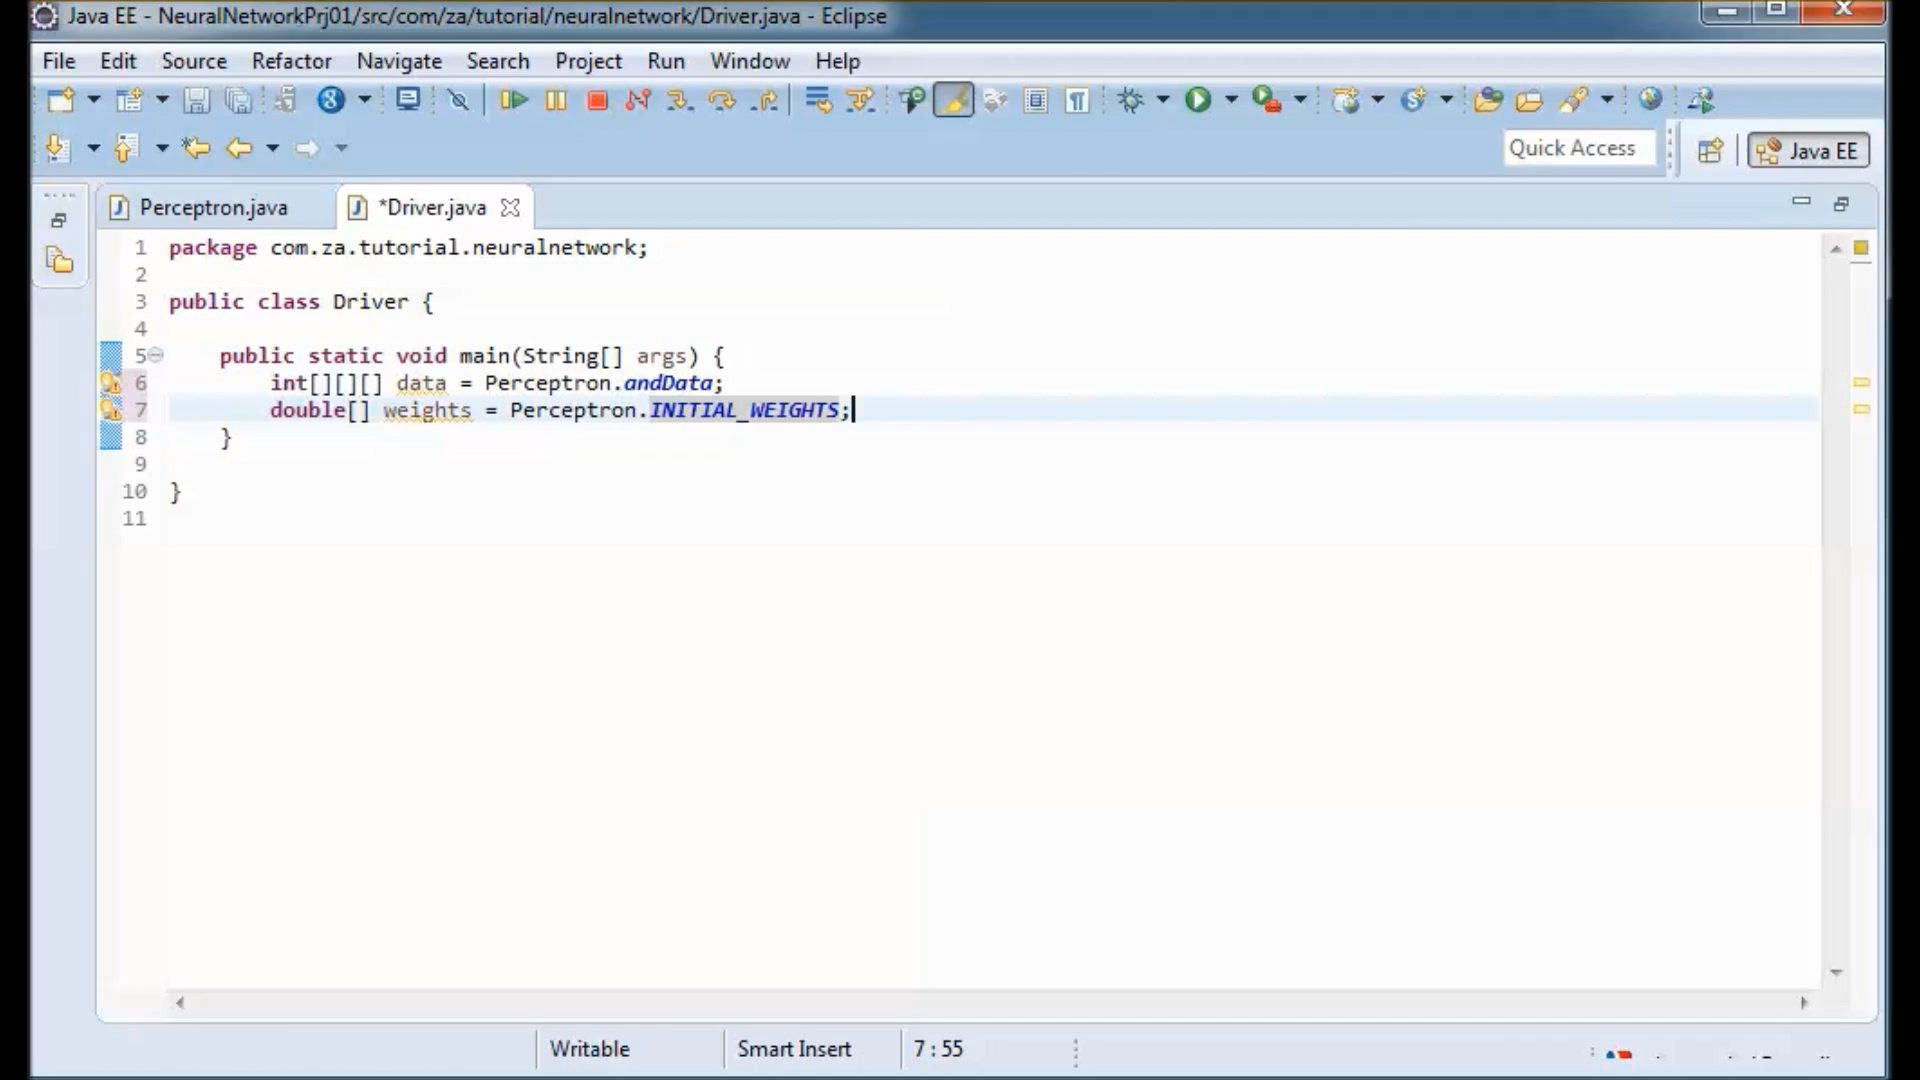 Java EE - NeuralNetworkPrj01/src/com/za/tutorial/neuralnetwork/Driver.java - Eclipse
File Edit Source Refactor Navigate Search Project Run Window Help
Quick Access
Java EE
Perceptron.java
*Driver.java
1 package com.za.tutorial.neuralnetwork;
2
3 public class Driver {
4
5 public static void main(String[] args) {
6 int[][][] data = Perceptron.andData;
7 double[] weights = Perceptron.INITIAL_WEIGHTS;
8 }
9
10 }
11
Writable
Smart Insert
7 : 55